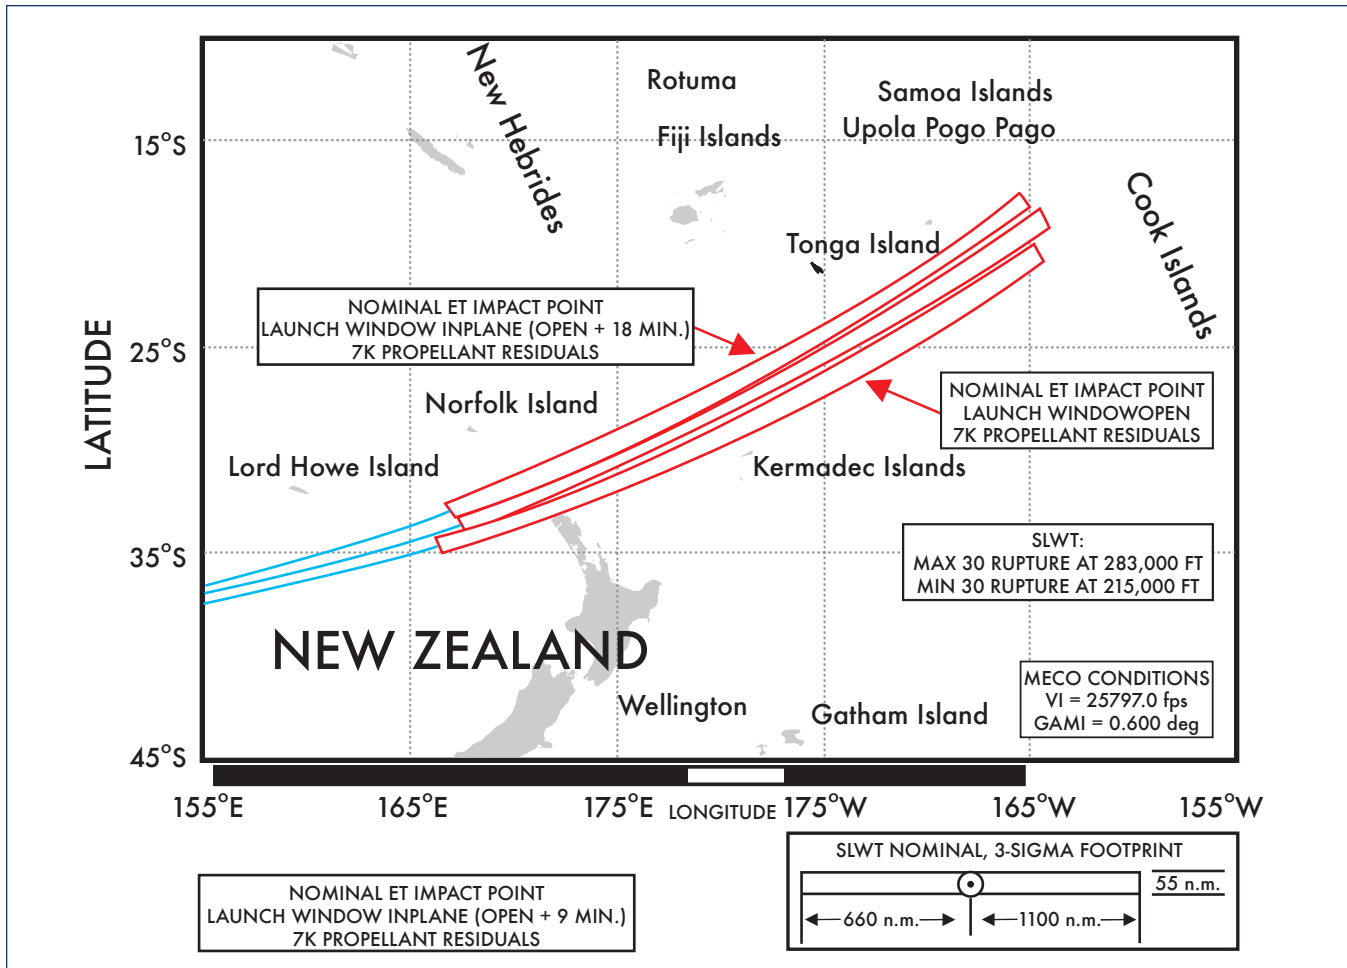 New Hebrides
Rotuma
Samoa Islands
Upola Pogo Pago
Fiji Islands
15°S
Cook Islands
Tonga Island
NOMINAL ET IMPACT POINT
LAUNCH WINDOW INPLANE (OPEN + 18 MIN.)
7K PROPELLANT RESIDUALS
25°S
LATITUDE
NOMINAL ET IMPACT POINT
LAUNCH WINDOWOPEN
7K PROPELLANT RESIDUALS
Norfolk Island
Lord Howe Island
Kermadec Islands
35°S
SLWT:
MAX 30 RUPTURE AT 283,000 FT
MIN 30 RUPTURE AT 215,000 FT
NEW ZEALAND
MECO CONDITIONS
VI = 25797.0 fps
GAMI = 0.600 deg
Wellington
Gatham Island
45°S
155°E 165°E 175°E LONGITUDE 175°W 165°W 155°W
SLWT NOMINAL, 3-SIGMA FOOTPRINT
55 n.m.
660 n.m. 1100 n.m.
NOMINAL ET IMPACT POINT
LAUNCH WINDOW INPLANE (OPEN + 9 MIN.)
7K PROPELLANT RESIDUALS